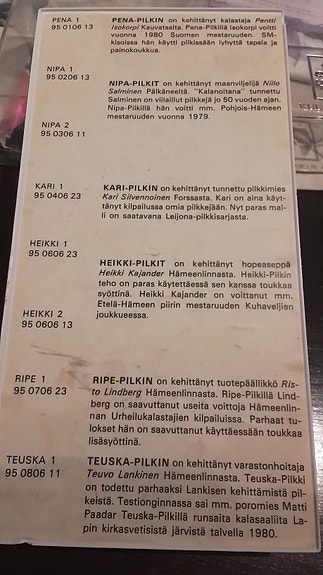 PENA 1
95 0106 13
PENA-PILKIN on kehittänyt kalastaja Pentti
Isokorpi Kauvatsalta. Pena-Pilkillä Isokorpi voitti
vuonna 1980 Suomen mestaruuden. SM-
kisoissa hän käytti pilkissään lyhyttä tapsia ja
painokoukkua.
NIPA 1
95 0206 13
NIPA-PILKIT on kehittänyt maanviljelijä Niilo
Salminen Pälkäneeltä. "Kalanoitana" tunnettu
Salminen on viilaillut pilkkejä jo 50 vuoden ajan.
Nipa-Pilkillä hän voitti mm. Pohjois-Hämeen
mestaruuden vuonna 1979.
NIPA 2
95 0306 11
KARI 1
95 0406 23
KARI-PILKIN on kehittänyt tunnettu pilkkimies
Kari Silvennoinen Forssasta. Kari on aina käyt-
tänyt kilpailussa omia pilkkejään. Nyt paras mal-
li on saatavana Leijona-pilkkisarjasta.
HEIKKI 1
95 0606 23
HEIKKI-PILKIT on kehittänyt hopeaseppä
Heikki Kajander Hämeenlinnasta. Heikki-Pilkin
teho on paras käytettäessä sen kanssa toukkaa
syöttinä. Heikki Kajander on voittanut mm.
Etelä-Hämeen piirin mestaruuden Kuhaveljien
joukkueessa.
HEIKKI 2
95 0606 13
RIPE 1
95 0706 23
RIPE-PILKIN on kehittänyt tuotepäällikkö Ris-
to Lindberg Hämeenlinnasta. Ripe-Pilkillä Lind-
berg on saavuttanut useita voittoja Hämeenlin-
nan Urheilukalastajien kilpailuissa. Parhaat tu-
lokset hän on saavuttanut käyttäessään toukkaa
lisäsyöttinä.
TEUSKA 1
95 0806 11
TEUSKA-PILKIN on kehittänyt varastonhoitaja
Teuvo Lankinen Hämeenlinnasta. Teuska-Pilkki
on todettu parhaaksi Lankisen kehittämistä pil-
keistä. Testionginnassa sai mm. poromies Matti
Paadar Teuska-Pilkillä runsaita kalasaaliita La-
pin kirkasvetisistä järvistä talvella 1980.